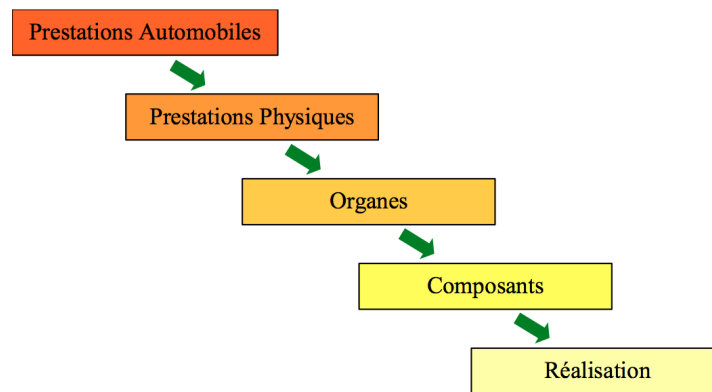 Prestations Automobiles
Prestations Physiques
Organes
Composants
Réalisation